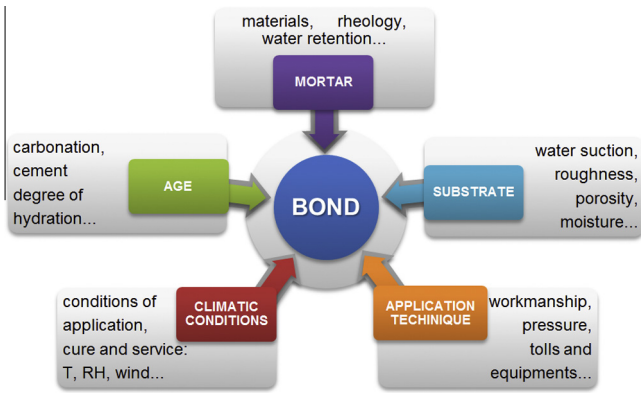 materials, rheology,
water retention...
MORTAR
carbonation,
cement
degree of
hydration...
AGE
BOND
SUBSTRATE
water suction,
roughness,
porosity,
moisture...
conditions of
application,
cure and service:
T, RH, wind...
CLIMATIC
CONDITIONS
APPLICATION
TECHNIQUE
workmanship,
pressure,
tolls and
equipments...